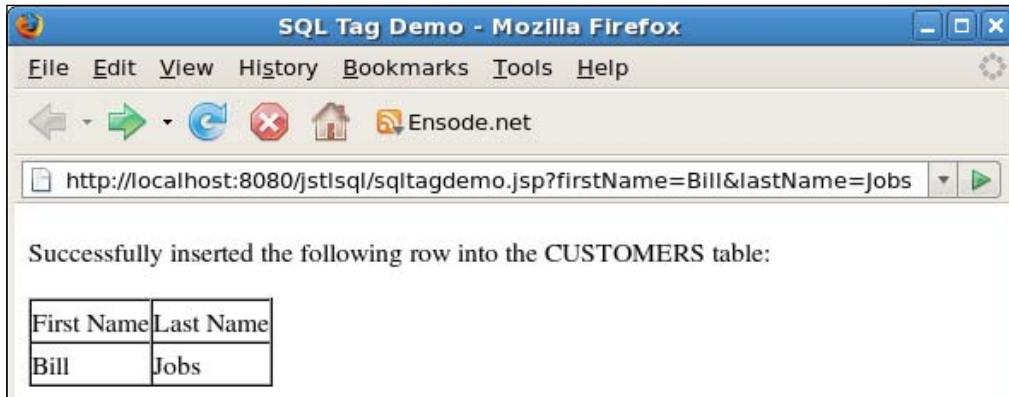 SQL Tag Demo - Mozilla Firefox
File Edit View History Bookmarks Tools Help
Ensode.net
http://localhost:8080/jstlsql/sqltagdemo.jsp?firstName=Bill&lastName=Jobs
Successfully inserted the following row into the CUSTOMERS table:
First Name Last Name
Bill Jobs